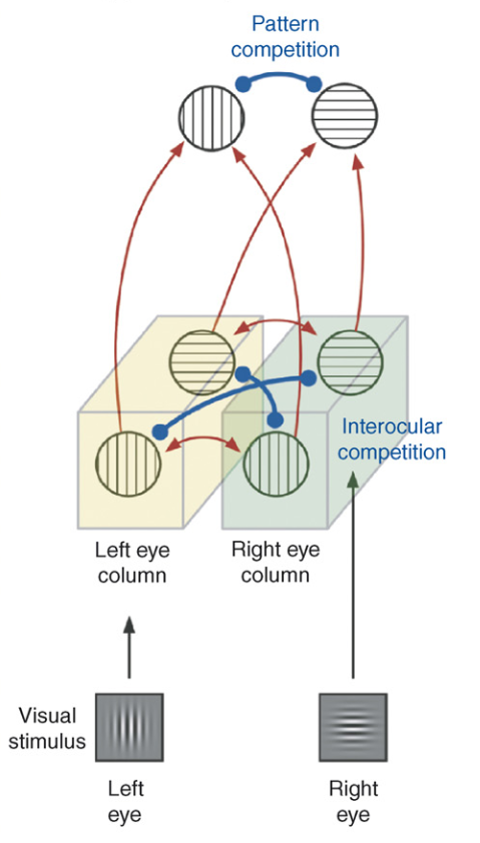 Pattern
competition
Interocular
competition
Left eye
column
Right eye
column
Visual
stimulus
Left
eye
Right
eye